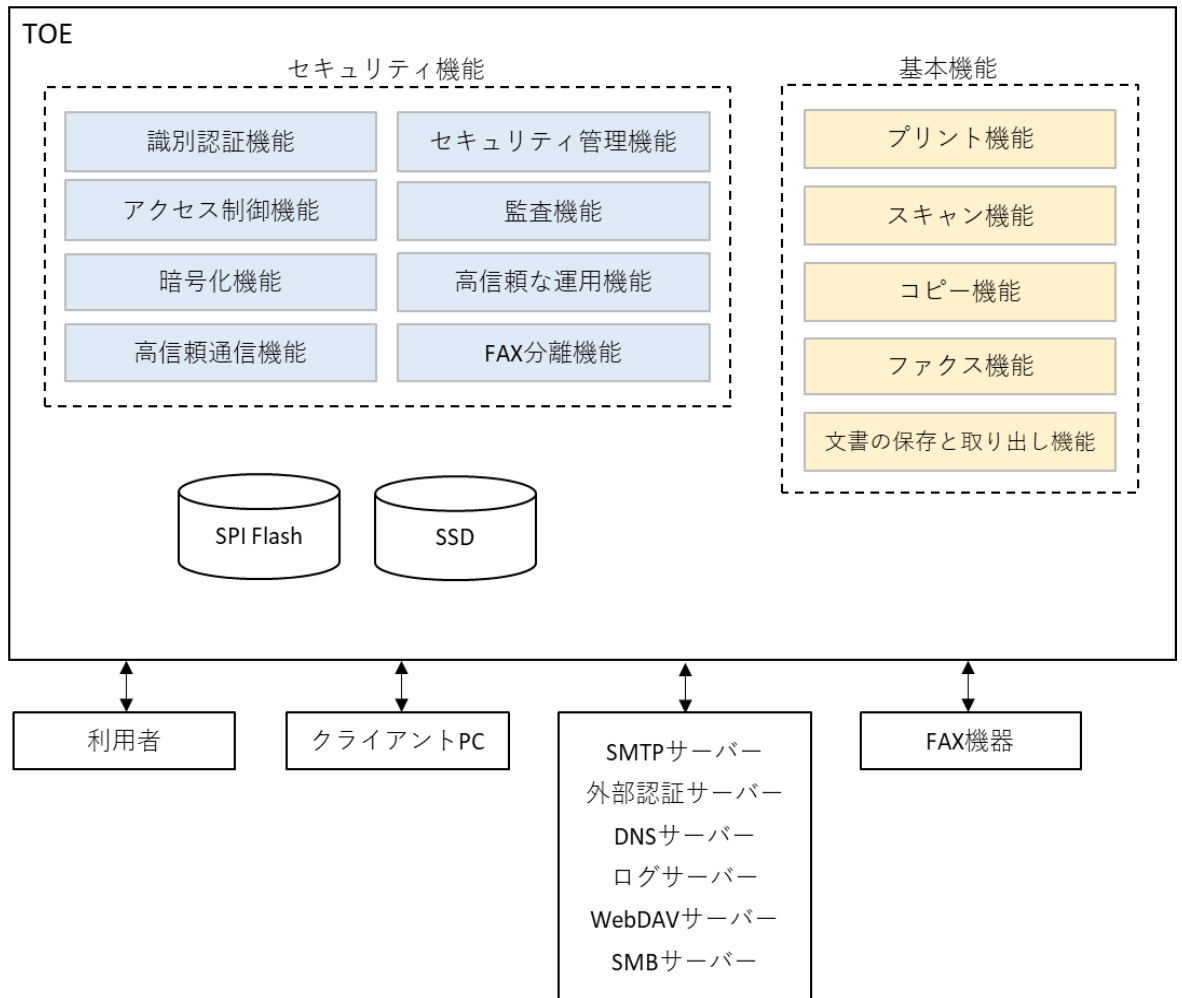 TOE
セキュリティ機能
識別認証機能
セキュリティ管理機能
アクセス制御機能
監査機能
暗号化機能
高信頼な運用機能
高信頼通信機能
FAX分離機能
基本機能
プリント機能
スキャン機能
コピー機能
ファクス機能
文書の保存と取り出し機能
SPI Flash
SSD
利用者
クライアントPC
SMTPサーバー
外部認証サーバー
DNSサーバー
ログサーバー
WebDAVサーバー
SMBサーバー
FAX機器